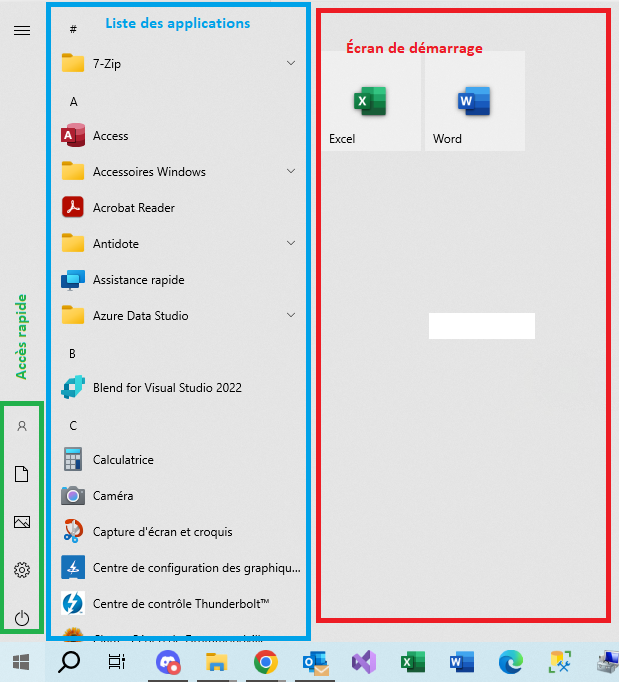 Liste des applications
#
7-Zip
A
Access
Accessoires Windows
Acrobat Reader
Antidote
Assistance rapide
Azure Data Studio
B
Blend for Visual Studio 2022
C
Calculatrice
Caméra
Capture d'écran et croquis
Centre de configuration des graphiqu...
Centre de contrôle Thunderbolt™
Accès rapide
Écran de démarrage
Excel
Word